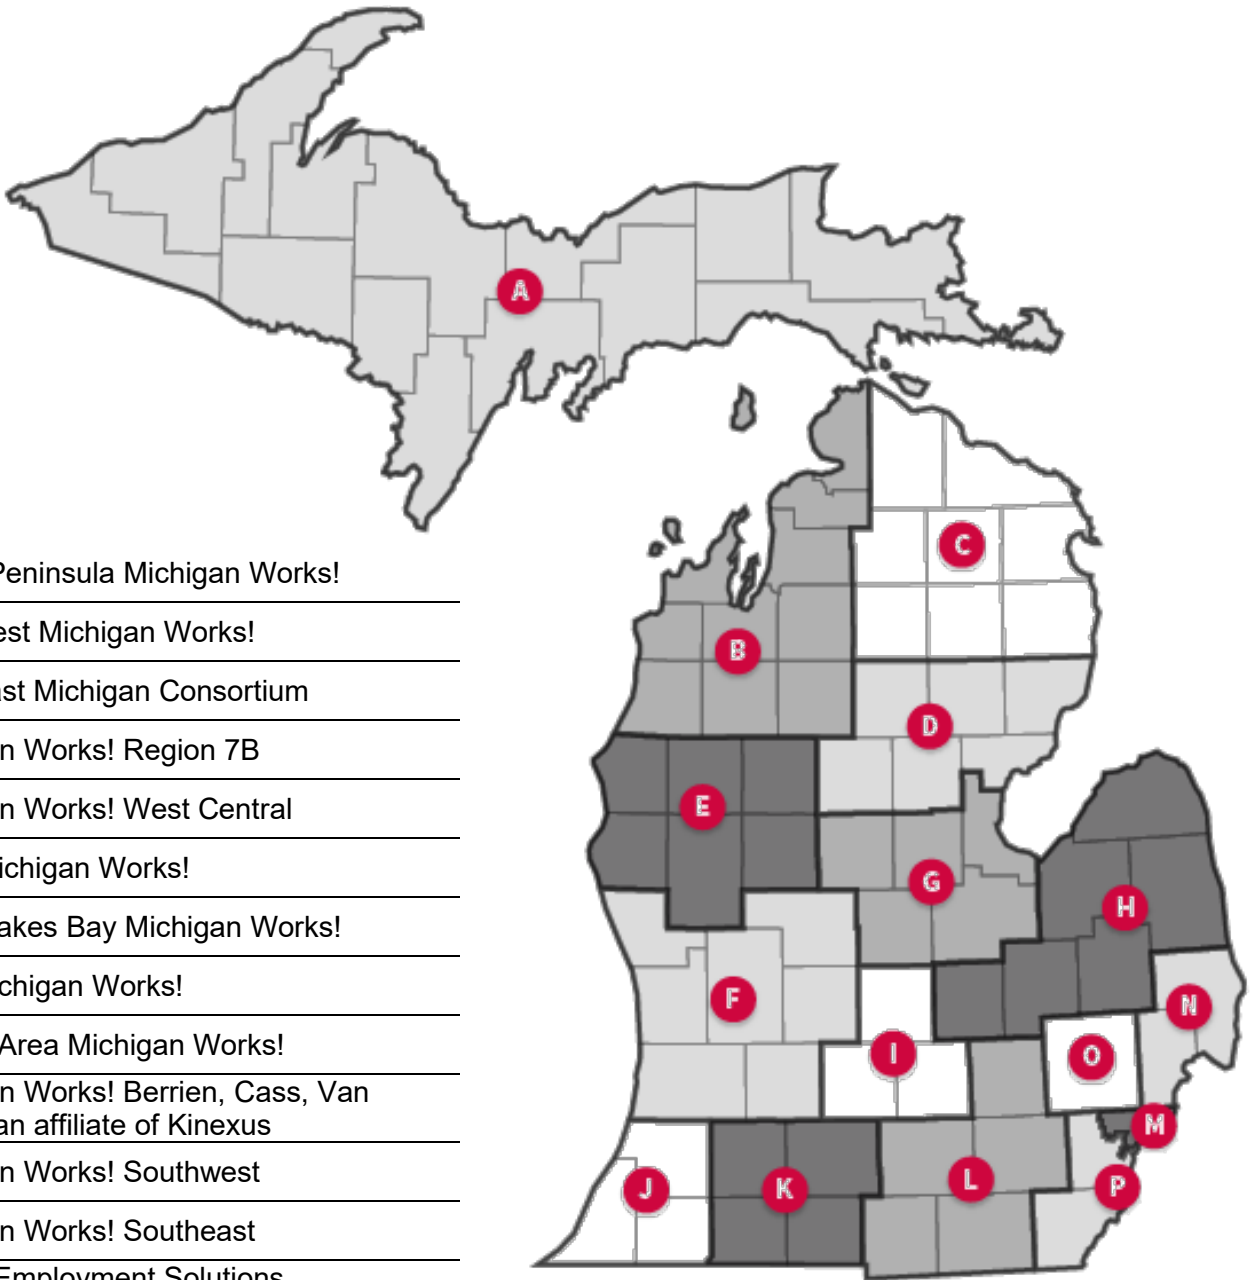 A
Peninsula Michigan Works!
est Michigan Works!
ast Michigan Consortium
n Works! Region 7B
n Works! West Central
ichigan Works!
akes Bay Michigan Works!
chigan Works!
Area Michigan Works!
n Works! Berrien, Cass, Van
an affiliate of Kinexus
n Works! Southwest
n Works! Southeast
Employment Solutions
C
B
D
E
G
H
F
N
I
O
M
J
K
L
P